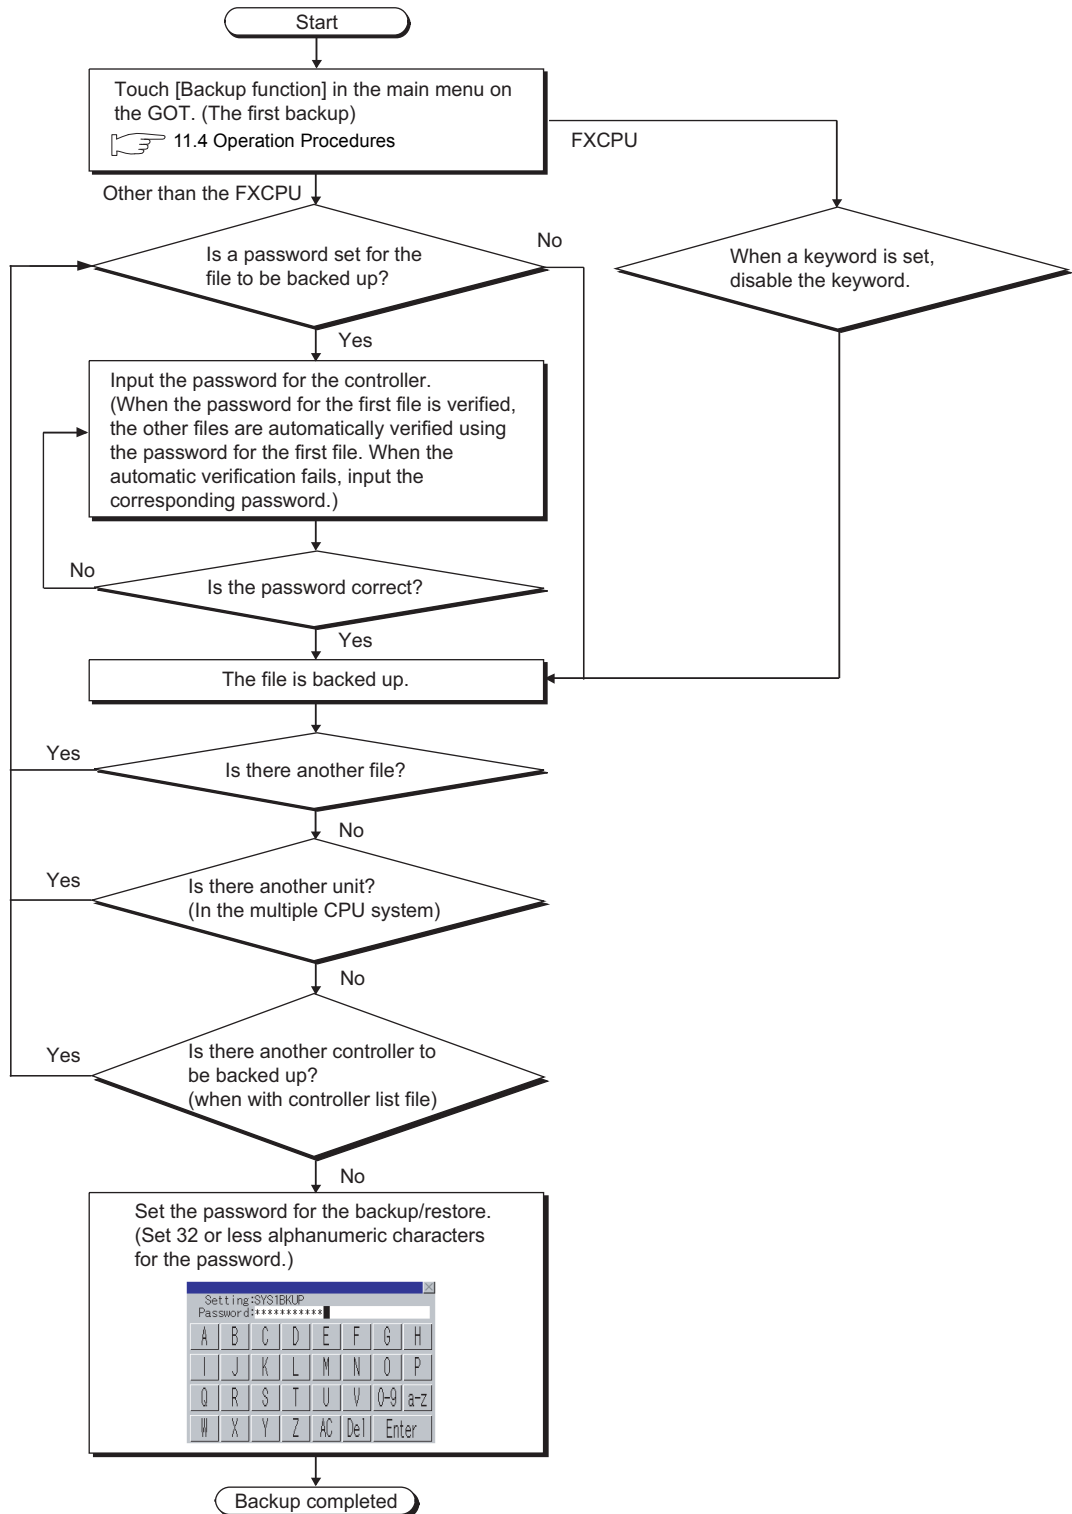 Start
Touch [Backup function] in the main menu on
the GOT. (The first backup)
11.4 Operation Procedures
FXCPU
Other than the FXCPU
Is a password set for the
file to be backed up?
No
When a keyword is set,
disable the keyword.
Yes
Input the password for the controller.
(When the password for the first file is verified,
the other files are automatically verified using
the password for the first file. When the
automatic verification fails, input the
corresponding password.)
No
Is the password correct?
Yes
The file is backed up.
Yes
Is there another file?
No
Yes
Is there another unit?
(In the multiple CPU system)
No
Yes
Is there another controller to
be backed up?
(when with controller list file)
No
Set the password for the backup/restore.
(Set 32 or less alphanumeric characters
for the password.)
Setting:SYS1BKUP
Password:***********
A B C D E F G H
I J K L M N O P
Q R S T U V 0-9 a-z
W X Y Z AC Del Enter
Backup completed